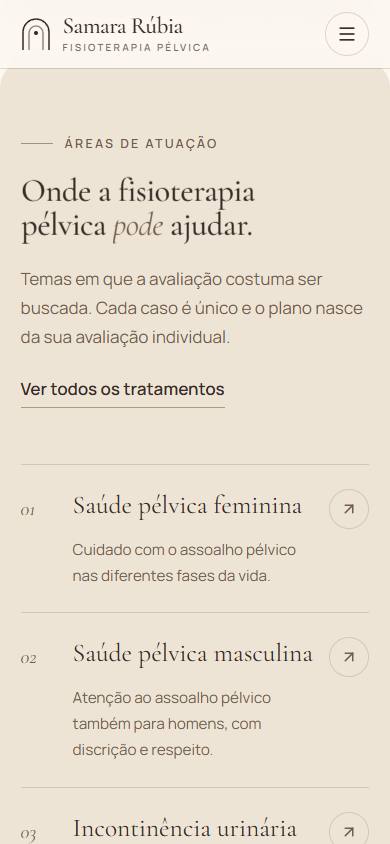 Samara Rúbia
FISIOTERAPIA PÉLVICA
ÁREAS DE ATUAÇÃO
Onde a fisioterapia
pélvica pode ajudar.
Temas em que a avaliação costuma ser
buscada. Cada caso é único e o plano nasce
da sua avaliação individual.
Ver todos os tratamentos
01
Saúde pélvica feminina
Cuidado com o assoalho pélvico
nas diferentes fases da vida.
02
Saúde pélvica masculina
Atenção ao assoalho pélvico
também para homens, com
discrição e respeito.
03
Incontinência urinária